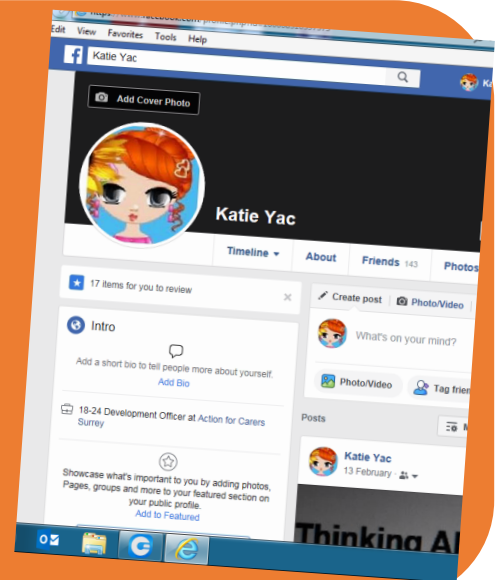 Edit View Favorites Tools Help
f Katie Yac
Add Cover Photo
Katie Yac
Timeline About Friends 143 Photos
17 items for you to review
Create post Photo/Video
Intro
What's on your mind?
Add a short bio to tell people more about yourself.
Add Bio
Photo/Video Tag frien
18-24 Development Officer at Action for Carers
Surrey
Posts
Showcase what's important to you by adding photos,
Pages, groups and more to your featured section on
your public profile.
Add to Featured
Katie Yac
13 February
Thinking A